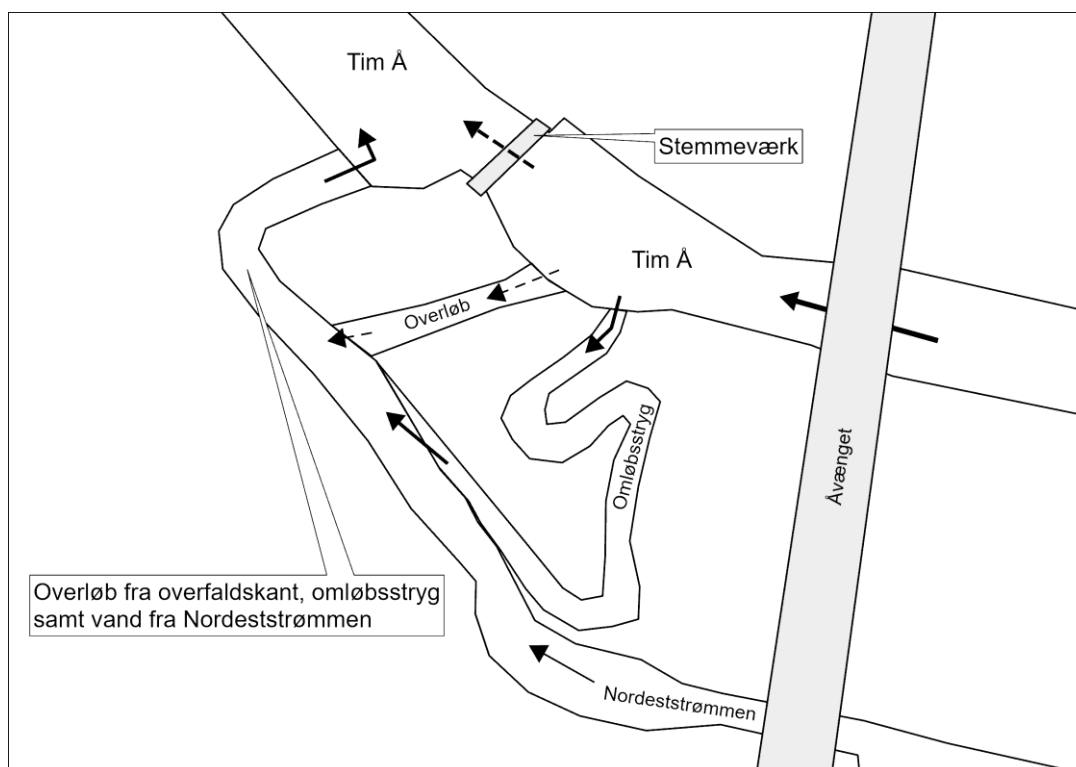 Tim Å
Stemmeværk
Tim Å
Overløb
Omløbsstryg
Åvænget
Overløb fra overfaldskant, omløbsstryg
samt vand fra Nordeststrømmen
Nordeststrømmen